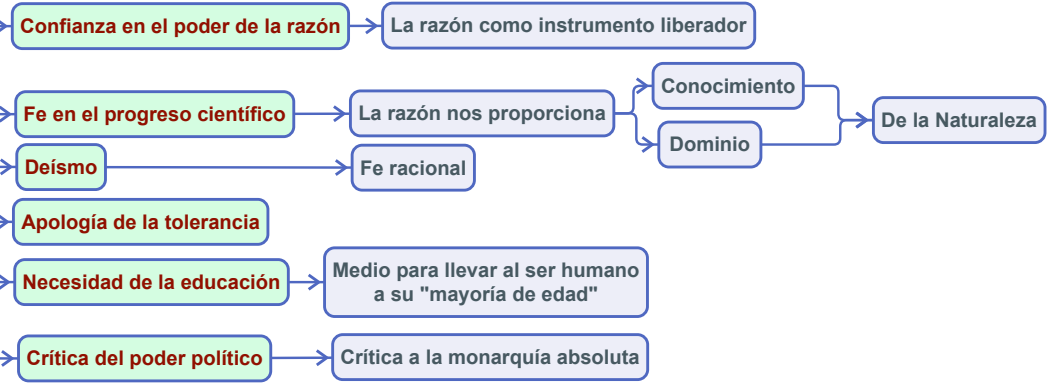 Confianza en el poder de la razón
La razón como instrumento liberador
Fe en el progreso científico
La razón nos proporciona
Conocimiento
Dominio
De la Naturaleza
Deísmo
Fe racional
Apología de la tolerancia
Necesidad de la educación
Medio para llevar al ser humano
a su "mayoría de edad"
Crítica del poder político
Crítica a la monarquía absoluta